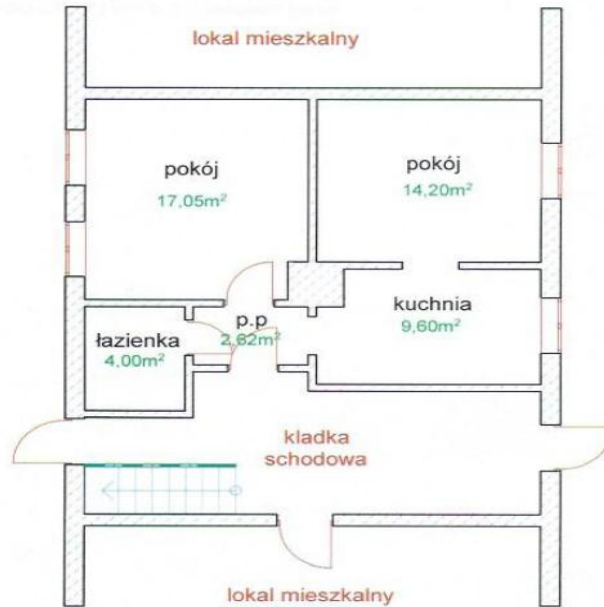 lokal mieszkalny
pokój
17,05m²
pokój
14,20m²
kuchnia
9,60m²
p.p
2,62m²
łazienka
4,00m²
kladka
schodowa
lokal mieszkalny